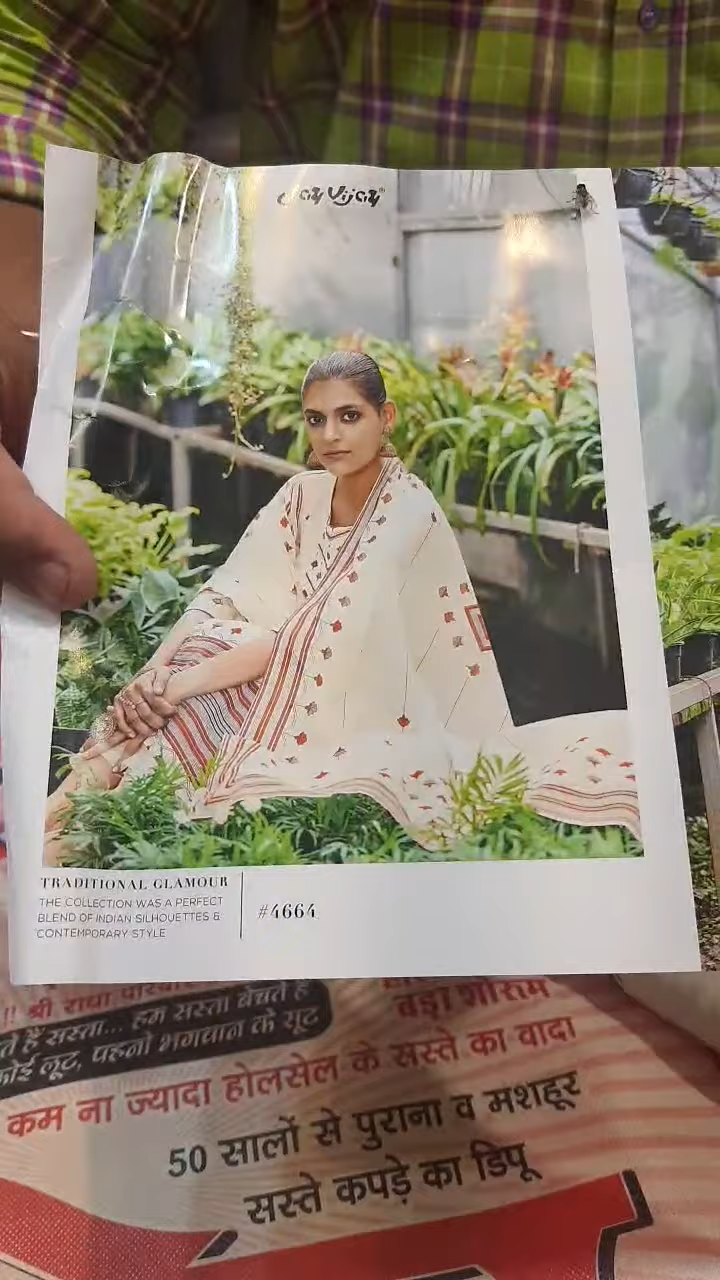 Jay Vijay®
TRADITIONAL GLAMOUR
THE COLLECTION WAS A PERFECT
BLEND OF INDIAN SILHOUETTES &
CONTEMPORARY STYLE
#4664
!! श्री राधा
बड़ा शोरूम
ते हैं सस्ता... हम सस्ता बेचते हैं
कोई लूट, पहनो भगवान के सूट
कम ना ज्यादा होलसेल के सस्ते का वादा
50 सालों से पुराना व मशहूर
सस्ते कपड़े का डिपू